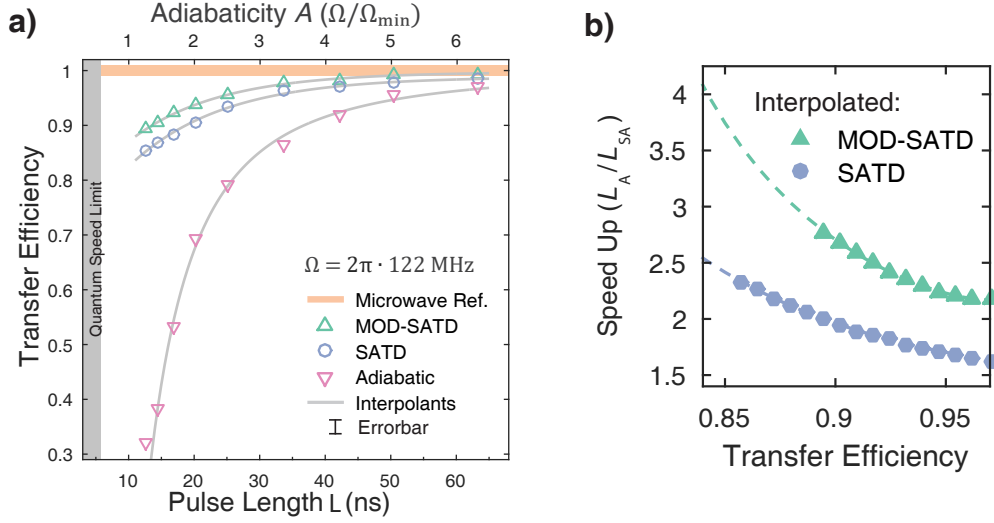 a)
Adiabaticity A (Ω/Ωmin)
1 2 3 4 5 6
1
0.9
0.8
0.7
0.6
0.5
0.4
0.3
Transfer Efficiency
Quantum Speed Limit
Ω = 2π · 122 MHz
Microwave Ref.
MOD-SATD
SATD
Adiabatic
Interpolants
Errorbar
10 20 30 40 50 60
Pulse Length L (ns)
b)
Interpolated:
MOD-SATD
SATD
4
3.5
3
2.5
2
1.5
Speed Up (LA/LSA)
0.85 0.9 0.95
Transfer Efficiency